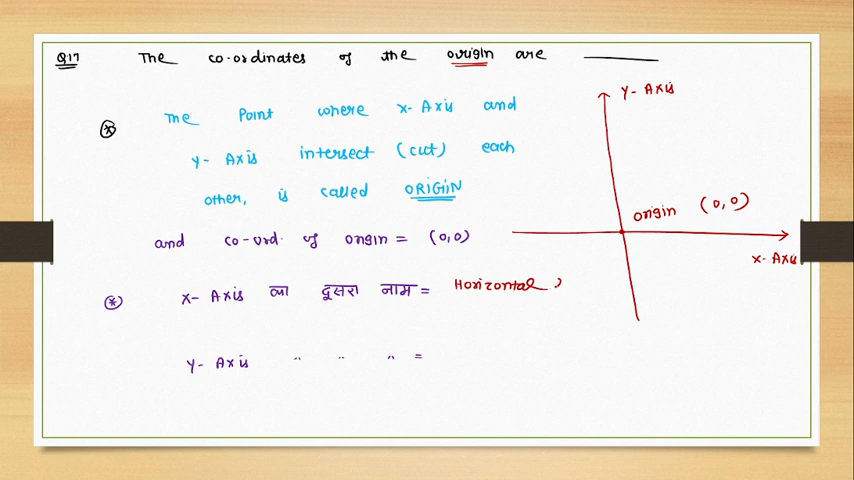 Q17 The co-ordinates of the origin are ______
* The Point where x-Axis and
y-Axis intersect (cut) each
other, is called ORIGIN
and co-ord. of origin = (0,0)
* x-Axis का दूसरा नाम = Horizontal
y-Axis " " " =
y-Axis
origin (0,0)
x-Axis